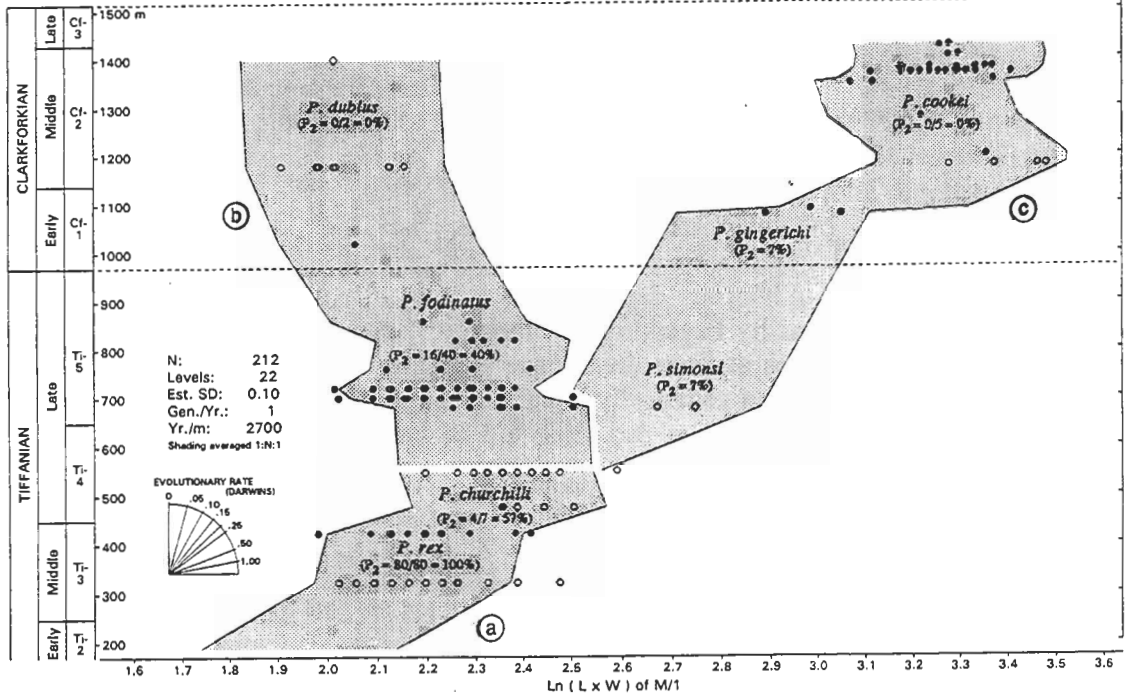 1500 m
1400
1300
1200
1100
1000
900
800
700
600
500
400
300
200
CLARKFORKIAN
TIFFANIAN
Late
Middle
Early
Late
Middle
Early
Cf-3
Cf-2
Cf-1
Ti-5
Ti-4
Ti-3
Ti-2
P. dubius
(P2 = 0/2 = 0%)
P. cookei
(P2 = 0/5 = 0%)
b
c
P. gingerichi
(P2 = 7%)
P. fodinatus
(P2 = 16/40 = 40%)
P. simonsi
(P2 = 7%)
N: 212
Levels: 22
Est. SD: 0.10
Gen./Yr.: 1
Yr./m: 2700
Shading averaged 1:N:1
EVOLUTIONARY RATE
(DARWINS)
0 .05 .10 .15 .25 .50 1.00
P. churchilli
(P2 = 4/7 = 57%)
P. rex
(P2 = 80/80 = 100%)
a
1.6 1.7 1.8 1.9 2.0 2.1 2.2 2.3 2.4 2.5 2.6 2.7 2.8 2.9 3.0 3.1 3.2 3.3 3.4 3.5 3.6
Ln ( L x W ) of M/1